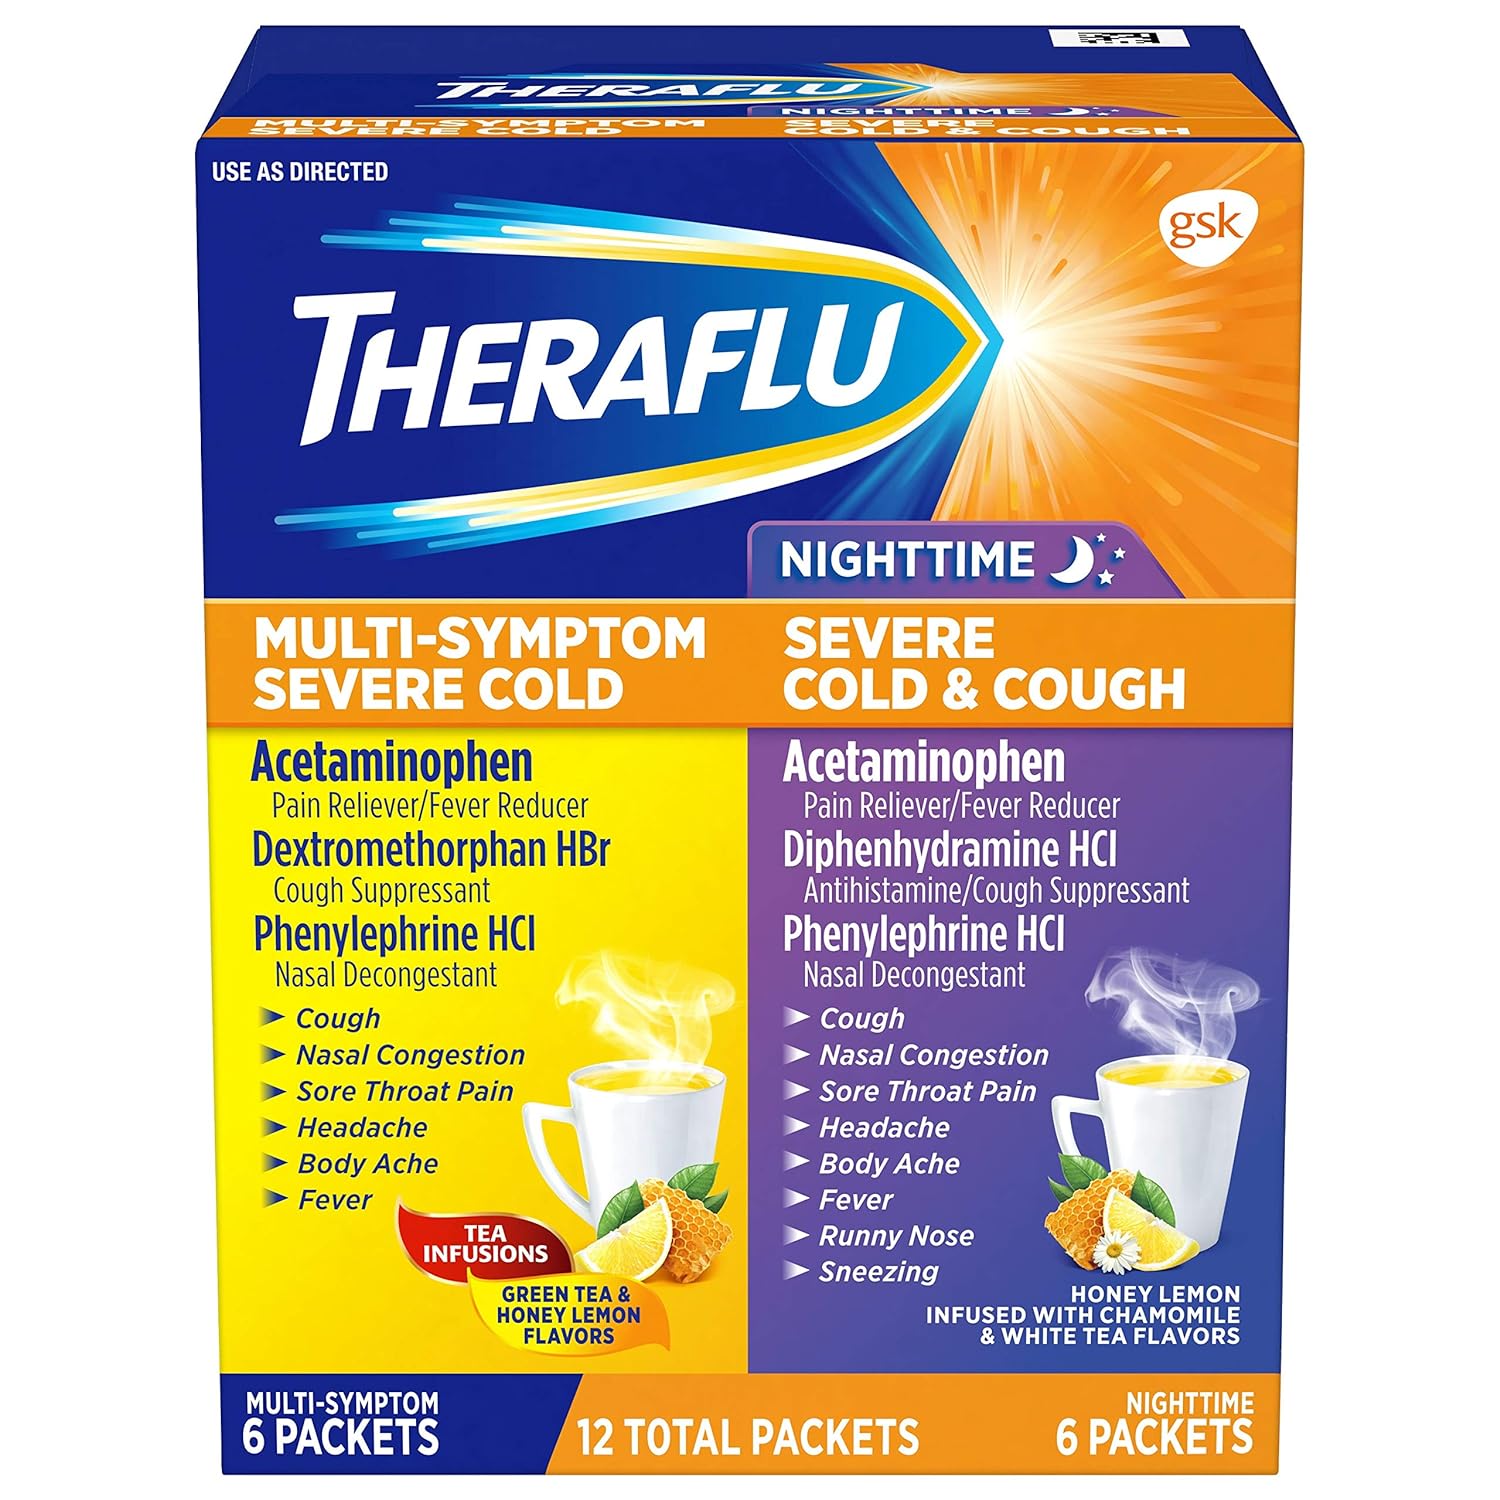 THERAFLU
NIGHTTIME
MULTI-SYMPTOM
SEVERE COLD
SEVERE
COLD & COUGH
USE AS DIRECTED
gsk
THERAFLU
NIGHTTIME
MULTI-SYMPTOM
SEVERE COLD
SEVERE
COLD & COUGH
Acetaminophen
Pain Reliever/Fever Reducer
Dextromethorphan HBr
Cough Suppressant
Phenylephrine HCl
Nasal Decongestant
Cough
Nasal Congestion
Sore Throat Pain
Headache
Body Ache
Fever
TEA
INFUSIONS
GREEN TEA &
HONEY LEMON
FLAVORS
Acetaminophen
Pain Reliever/Fever Reducer
Diphenhydramine HCl
Antihistamine/Cough Suppressant
Phenylephrine HCl
Nasal Decongestant
Cough
Nasal Congestion
Sore Throat Pain
Headache
Body Ache
Fever
Runny Nose
Sneezing
HONEY LEMON
INFUSED WITH CHAMOMILE
& WHITE TEA FLAVORS
MULTI-SYMPTOM
6 PACKETS
12 TOTAL PACKETS
NIGHTTIME
6 PACKETS